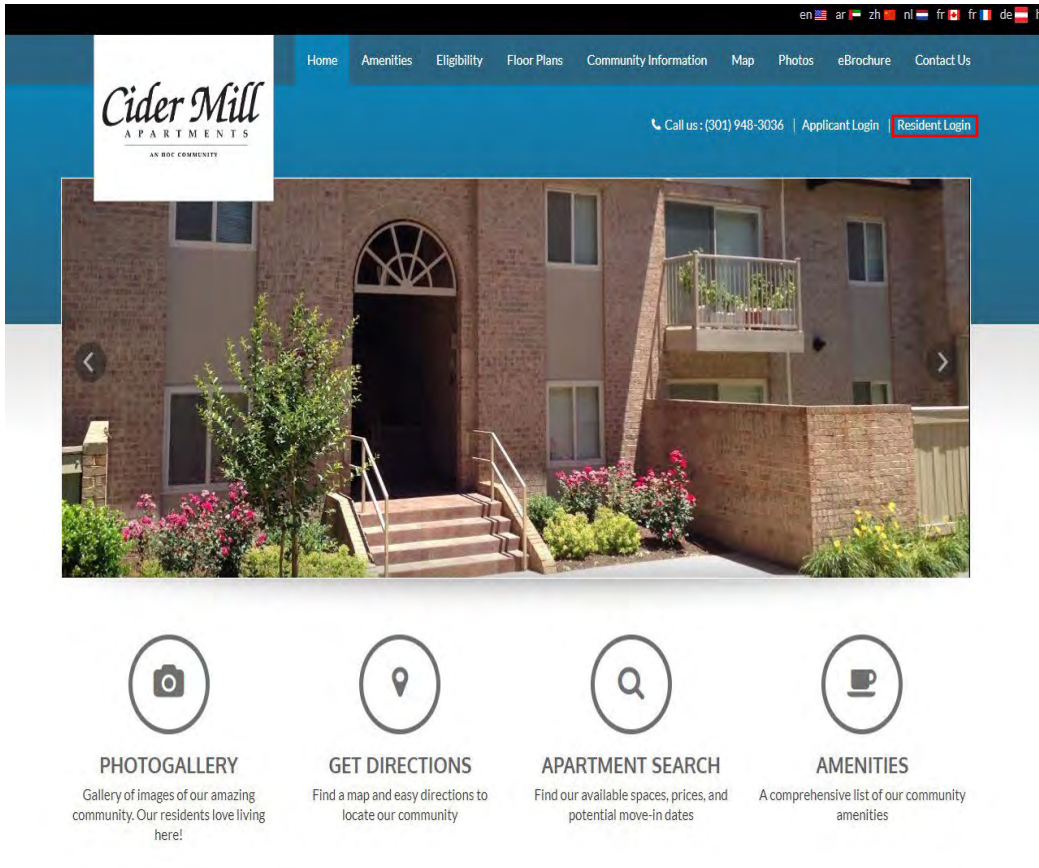 en ar zh nl fr fr de
Home Amenities Eligibility Floor Plans Community Information Map Photos eBrochure Contact Us
Cider Mill
APARTMENTS
AN HOC COMMUNITY
Call us : (301) 948-3036 | Applicant Login | Resident Login
PHOTOGALLERY
Gallery of images of our amazing
community. Our residents love living
here!
GET DIRECTIONS
Find a map and easy directions to
locate our community
APARTMENT SEARCH
Find our available spaces, prices, and
potential move-in dates
AMENITIES
A comprehensive list of our community
amenities